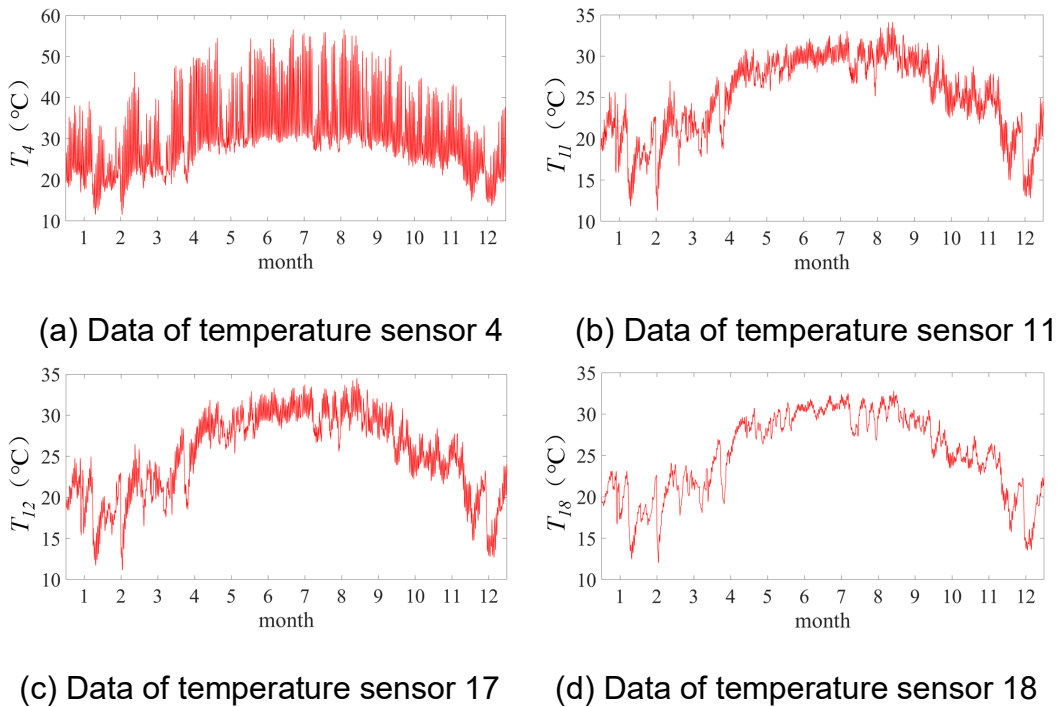 60
50
40
30
20
10
T4 (°C)
1 2 3 4 5 6 7 8 9 10 11 12
month
(a) Data of temperature sensor 4
35
30
25
20
15
10
T11 (°C)
1 2 3 4 5 6 7 8 9 10 11 12
month
(b) Data of temperature sensor 11
35
30
25
20
15
10
T12 (°C)
1 2 3 4 5 6 7 8 9 10 11 12
month
(c) Data of temperature sensor 17
35
30
25
20
15
10
T18 (°C)
1 2 3 4 5 6 7 8 9 10 11 12
month
(d) Data of temperature sensor 18